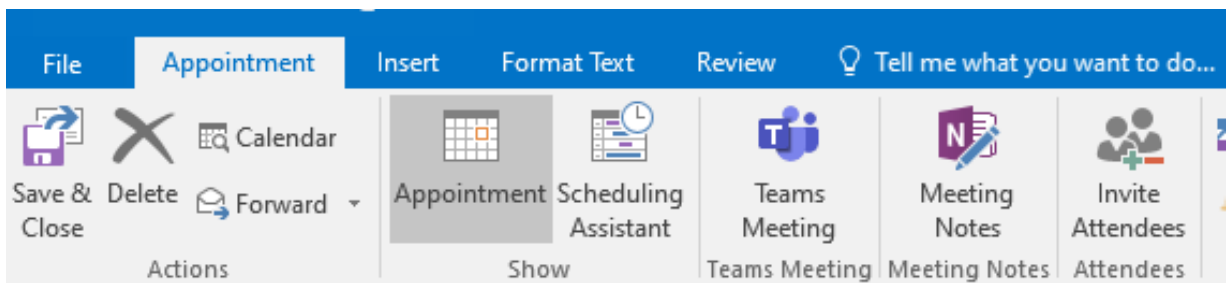 File Appointment Insert Format Text Review Tell me what you want to do...
Save & Close
Delete
Calendar
Forward
Appointment
Scheduling
Assistant
Teams
Meeting
N
Meeting
Notes
Invite
Attendees
Actions Show Teams Meeting Meeting Notes Attendees